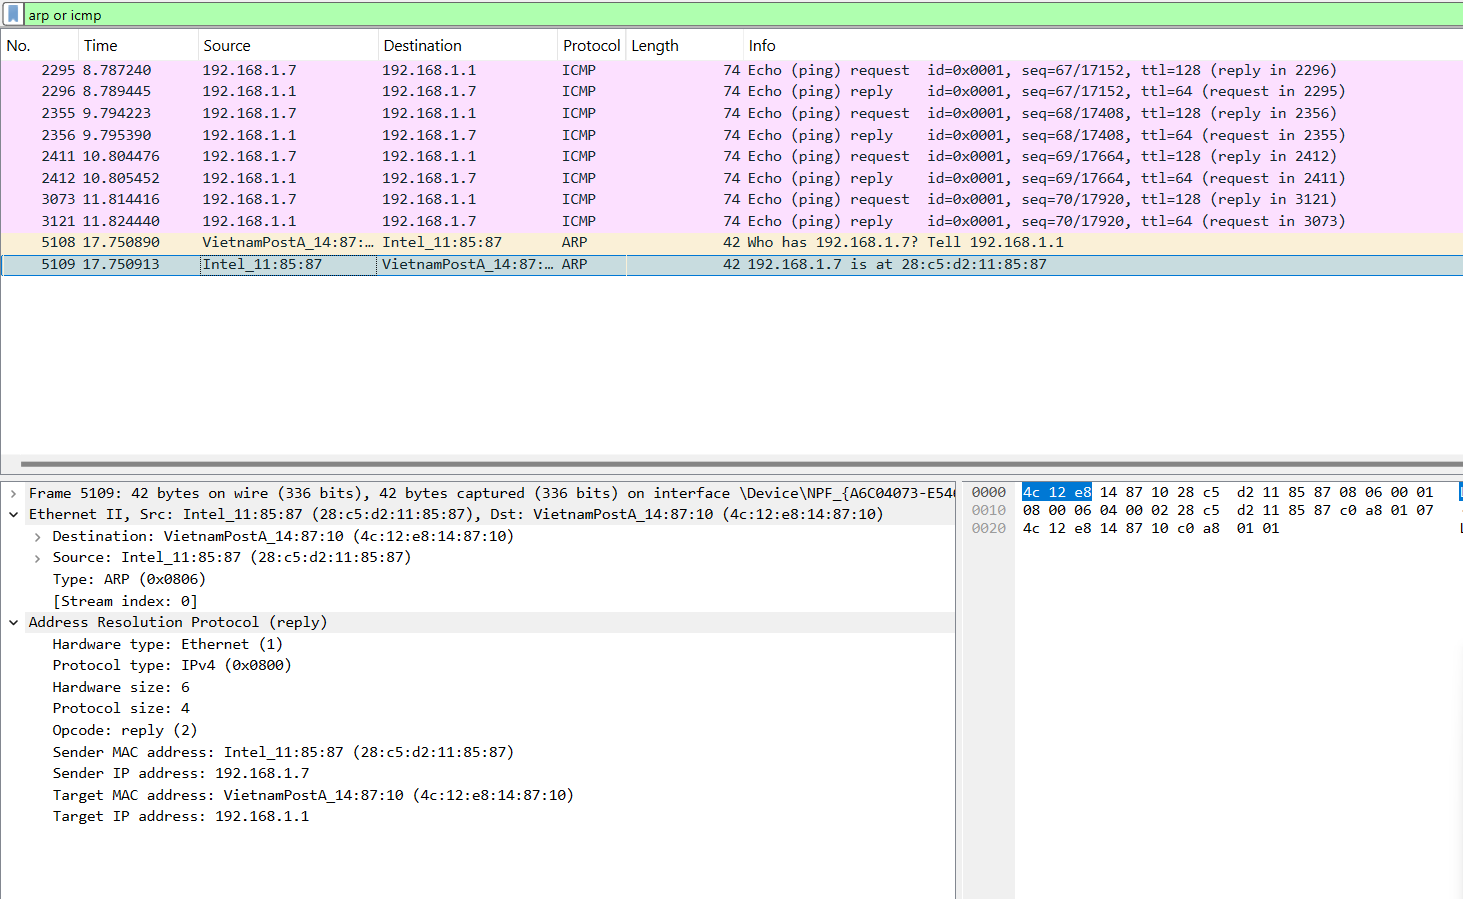 arp or icmp
No. Time Source Destination Protocol Length Info
2295 8.787240 192.168.1.7 192.168.1.1 ICMP 74 Echo (ping) request id=0x0001, seq=67/17152, ttl=128 (reply in 2296)
2296 8.789445 192.168.1.1 192.168.1.7 ICMP 74 Echo (ping) reply id=0x0001, seq=67/17152, ttl=64 (request in 2295)
2355 9.794223 192.168.1.7 192.168.1.1 ICMP 74 Echo (ping) request id=0x0001, seq=68/17408, ttl=128 (reply in 2356)
2356 9.795390 192.168.1.1 192.168.1.7 ICMP 74 Echo (ping) reply id=0x0001, seq=68/17408, ttl=64 (request in 2355)
2411 10.804476 192.168.1.7 192.168.1.1 ICMP 74 Echo (ping) request id=0x0001, seq=69/17664, ttl=128 (reply in 2412)
2412 10.805452 192.168.1.1 192.168.1.7 ICMP 74 Echo (ping) reply id=0x0001, seq=69/17664, ttl=64 (request in 2411)
3073 11.814416 192.168.1.7 192.168.1.1 ICMP 74 Echo (ping) request id=0x0001, seq=70/17920, ttl=128 (reply in 3121)
3121 11.824440 192.168.1.1 192.168.1.7 ICMP 74 Echo (ping) reply id=0x0001, seq=70/17920, ttl=64 (request in 3073)
5108 17.750890 VietnamPostA_14:87:… Intel_11:85:87 ARP 42 Who has 192.168.1.7? Tell 192.168.1.1
5109 17.750913 Intel_11:85:87 VietnamPostA_14:87:… ARP 42 192.168.1.7 is at 28:c5:d2:11:85:87
Frame 5109: 42 bytes on wire (336 bits), 42 bytes captured (336 bits) on interface \Device\NPF_{A6C04073-E54
Ethernet II, Src: Intel_11:85:87 (28:c5:d2:11:85:87), Dst: VietnamPostA_14:87:10 (4c:12:e8:14:87:10)
Destination: VietnamPostA_14:87:10 (4c:12:e8:14:87:10)
Source: Intel_11:85:87 (28:c5:d2:11:85:87)
Type: ARP (0x0806)
[Stream index: 0]
Address Resolution Protocol (reply)
Hardware type: Ethernet (1)
Protocol type: IPv4 (0x0800)
Hardware size: 6
Protocol size: 4
Opcode: reply (2)
Sender MAC address: Intel_11:85:87 (28:c5:d2:11:85:87)
Sender IP address: 192.168.1.7
Target MAC address: VietnamPostA_14:87:10 (4c:12:e8:14:87:10)
Target IP address: 192.168.1.1
0000 4c 12 e8 14 87 10 28 c5 d2 11 85 87 08 06 00 01
0010 08 00 06 04 00 02 28 c5 d2 11 85 87 c0 a8 01 07
0020 4c 12 e8 14 87 10 c0 a8 01 01